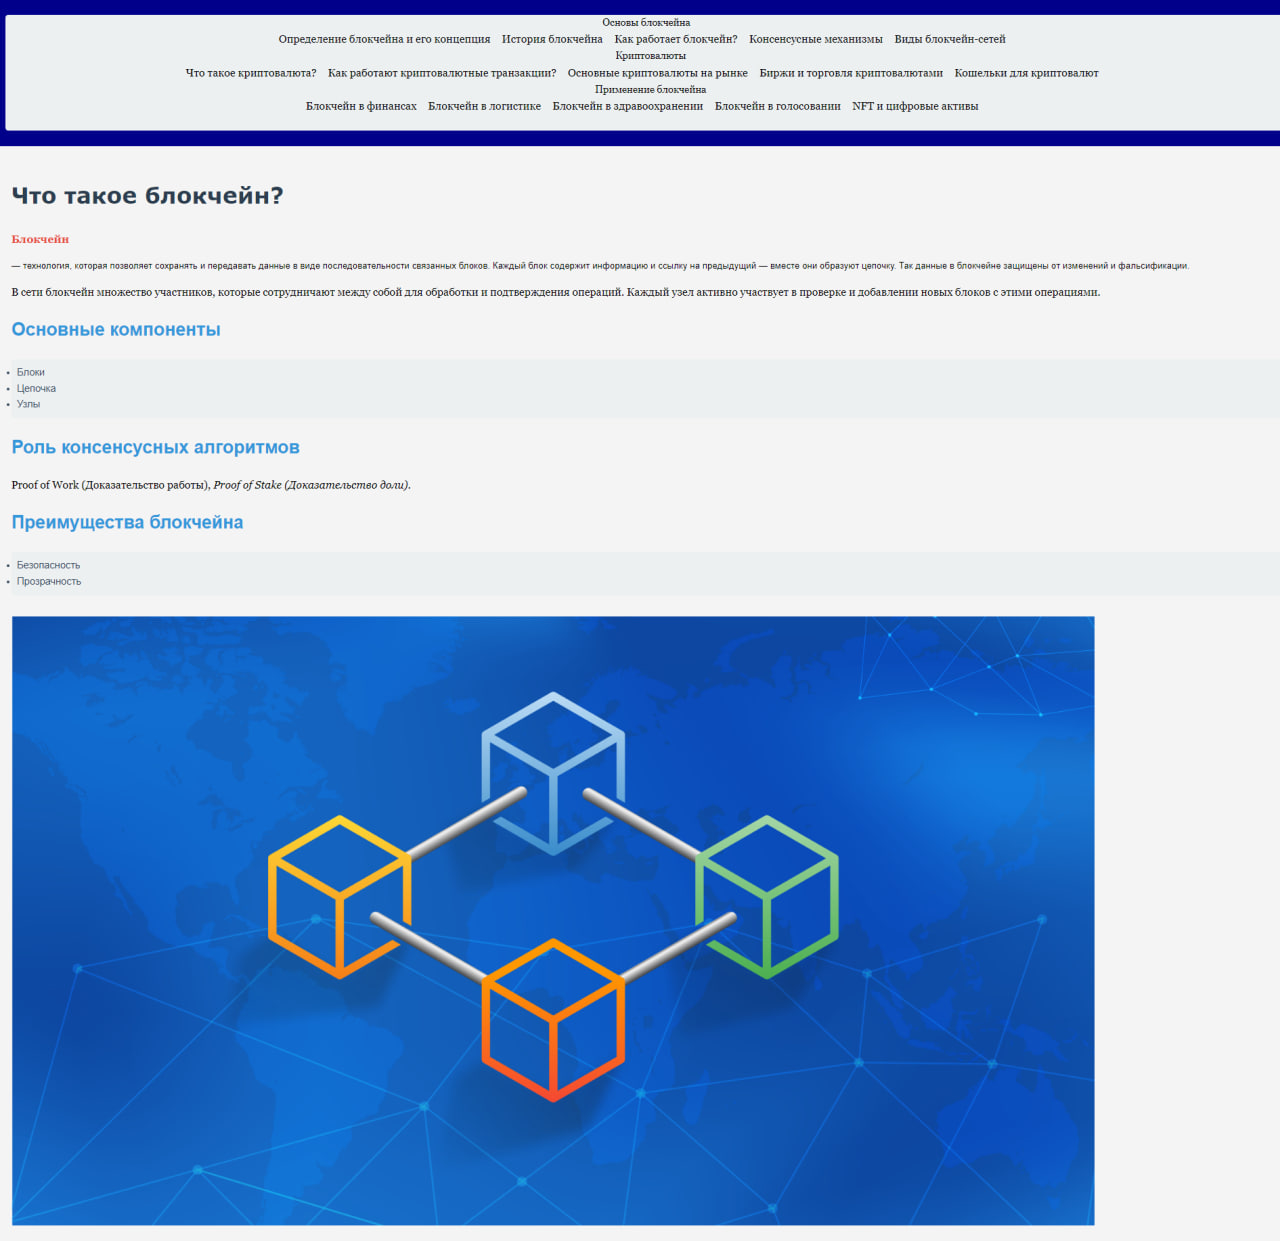 Основы блокчейна
Определение блокчейна и его концепция История блокчейна Как работает блокчейн? Консенсусные механизмы Виды блокчейн-сетей
Криптовалюты
Что такое криптовалюта? Как работают криптовалютные транзакции? Основные криптовалюты на рынке Биржи и торговля криптовалютами Кошельки для криптовалют
Применение блокчейна
Блокчейн в финансах Блокчейн в логистике Блокчейн в здравоохранении Блокчейн в голосовании NFT и цифровые активы
Что такое блокчейн?
Блокчейн
— технология, которая позволяет сохранять и передавать данные в виде последовательности связанных блоков. Каждый блок содержит информацию и ссылку на предыдущий — вместе они образуют цепочку. Так данные в блокчейне защищены от изменений и фальсификации.
В сети блокчейн множество участников, которые сотрудничают между собой для обработки и подтверждения операций. Каждый узел активно участвует в проверке и добавлении новых блоков с этими операциями.
Основные компоненты
• Блоки
• Цепочка
• Узлы
Роль консенсусных алгоритмов
Proof of Work (Доказательство работы), Proof of Stake (Доказательство доли).
Преимущества блокчейна
• Безопасность
• Прозрачность